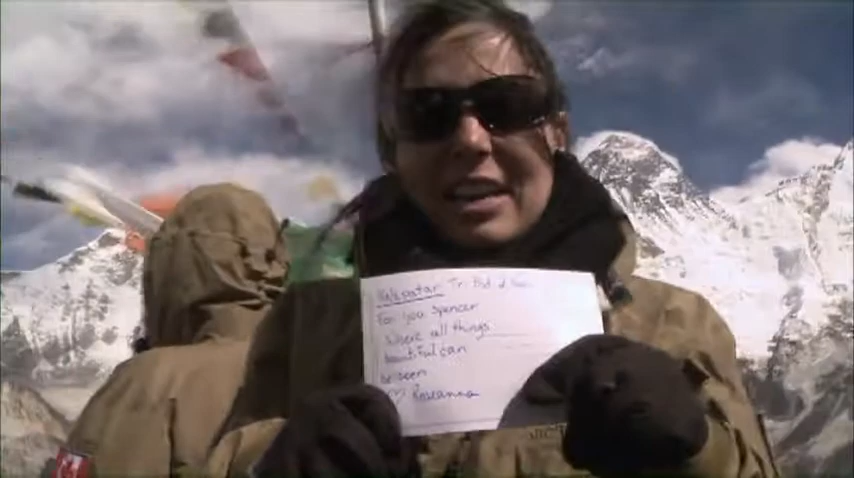 Kalapatar
For you Spencer
Where all things
beautiful can
be seen
♡ Roseanna